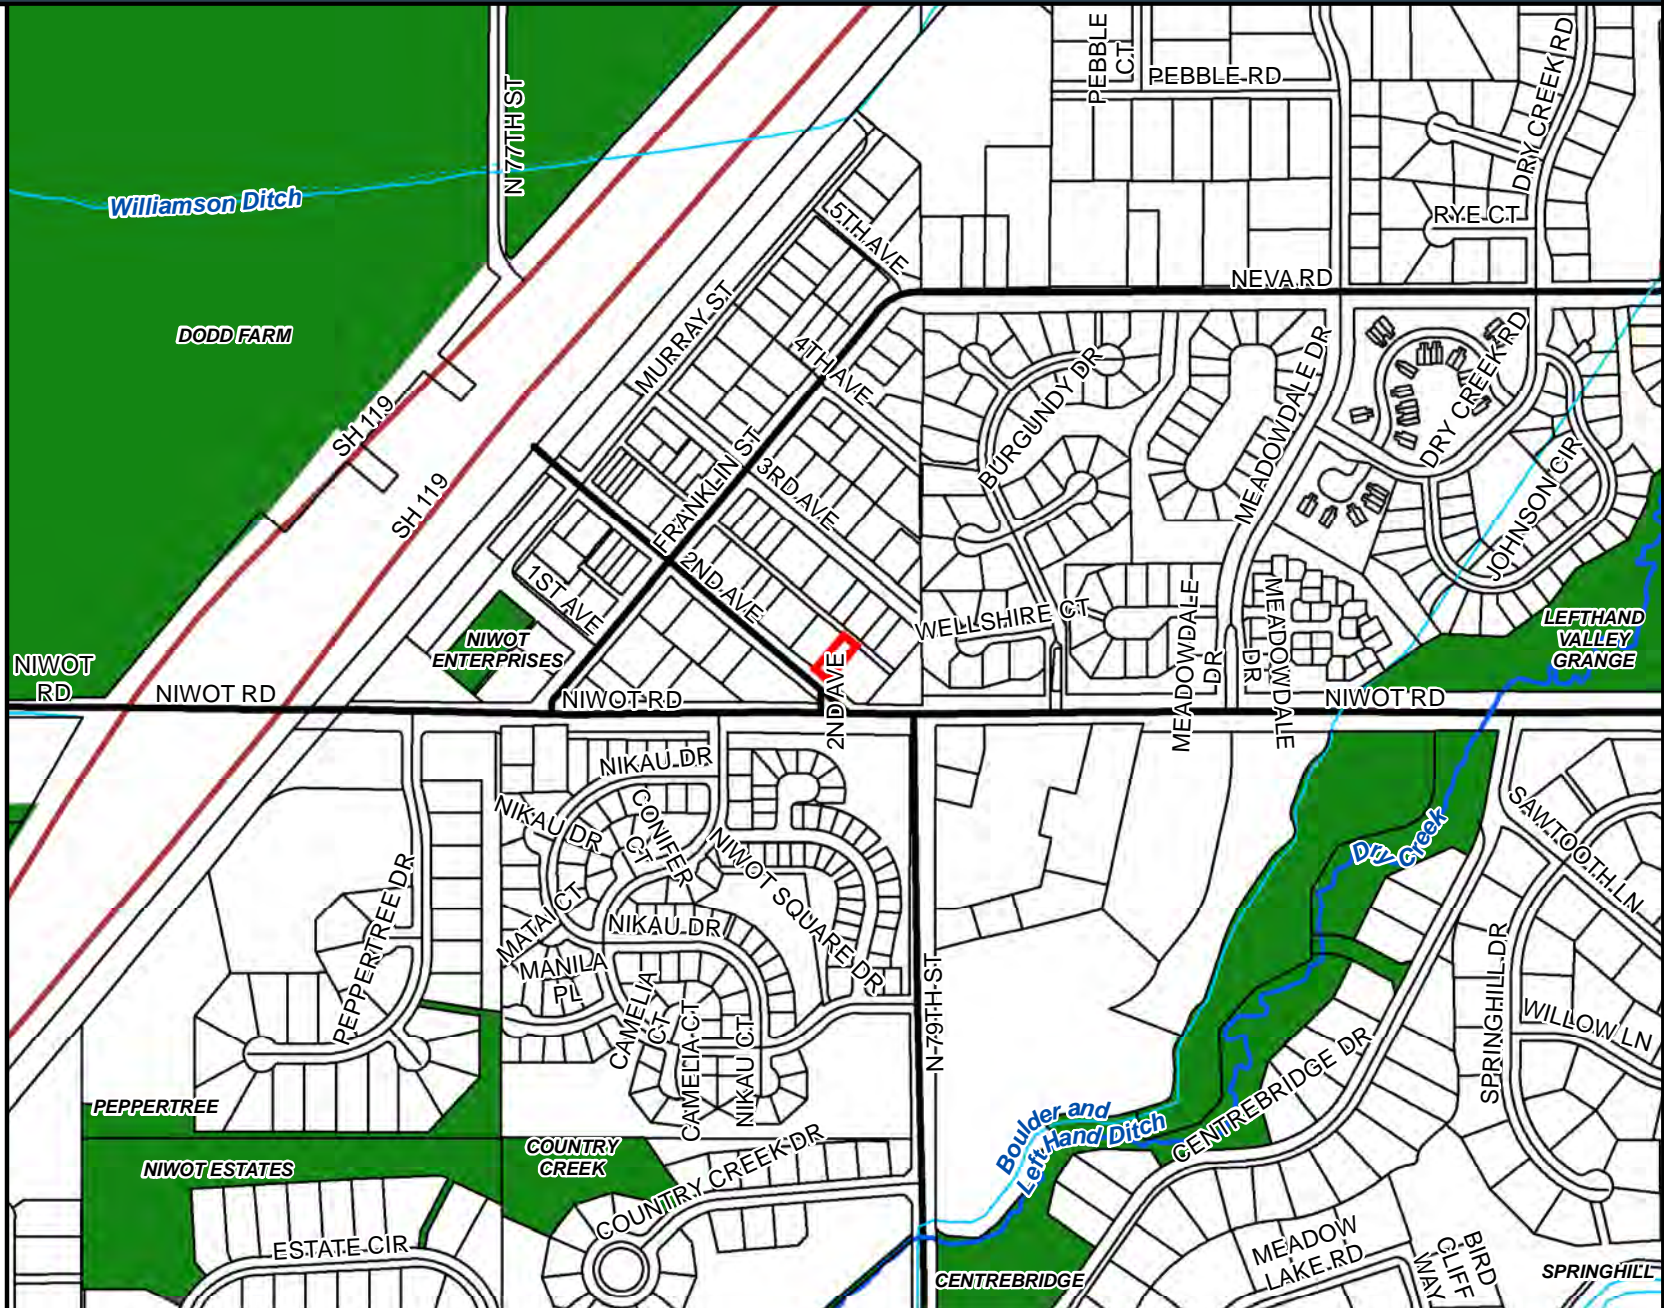 PEBBLE
CT
PEBBLE RD
DRY CREEK RD
N 77TH ST
Williamson Ditch
5TH AVE
RYE CT
NEVA RD
DODD FARM
MURRAY ST
4TH AVE
BURGUNDY DR
MEADOWDALE DR
DRY CREEK RD
SH 119
SH 119
FRANKLIN ST
3RD AVE
JOHNSON CIR
1ST AVE
2ND AVE
WELLSHIRE CT
MEADOWDALE
DR
MEADOWDALE
DR
LEFTHAND
VALLEY
GRANGE
NIWOT
ENTERPRISES
NIWOT
RD
NIWOT RD
NIWOT RD
2ND AVE
NIWOT RD
NIKAU DR
NIKAU DR
CONIFER
CT
NIWOT SQUARE DR
Dry Creek
SAWTOOTH LN
PEPPERTREE DR
MATAI CT
NIKAU DR
MANILA
PL
CAMELIA
CT
CAMELIA CT
NIKAU CT
N 79TH ST
SPRINGHILL DR
WILLOW LN
CENTREBRIDGE DR
PEPPERTREE
Boulder and
Left Hand Ditch
COUNTRY
CREEK
NIWOT ESTATES
COUNTRY CREEK DR
ESTATE CIR
MEADOW
LAKE RD
BIRD
CLIFF
WAY
CENTREBRIDGE
SPRINGHILL